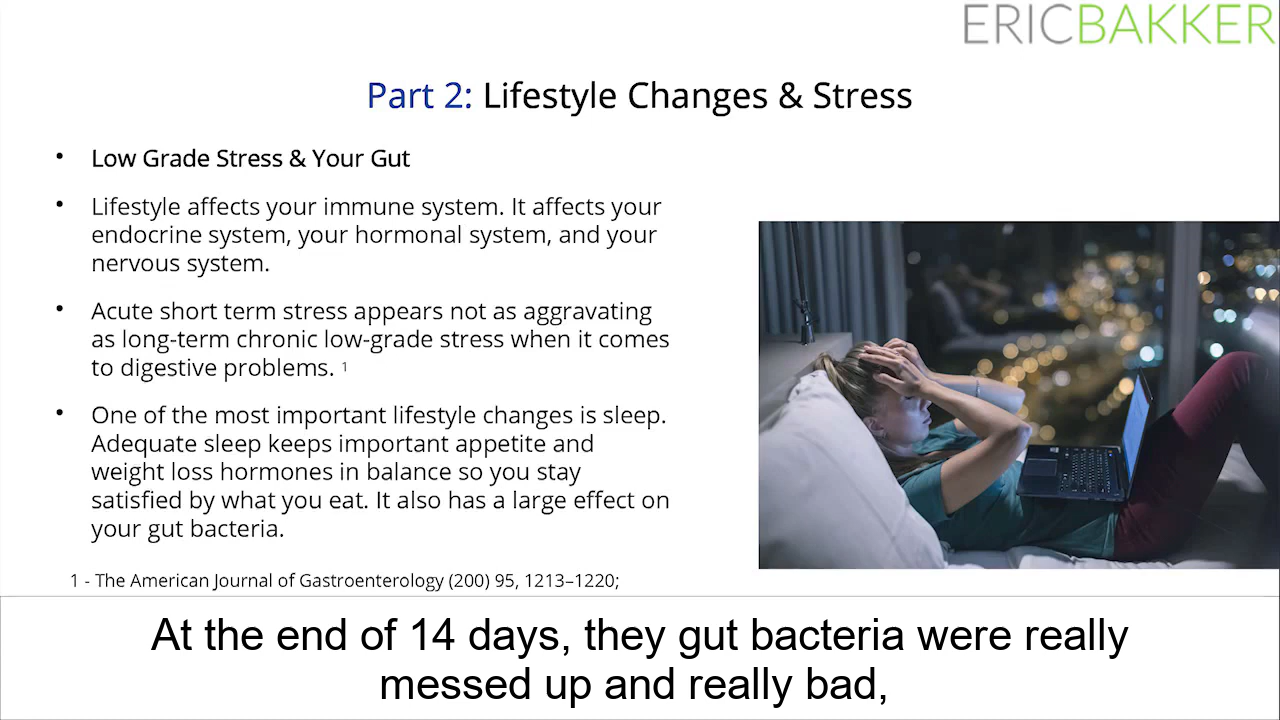 ERICBAKKER
Part 2: Lifestyle Changes & Stress
• Low Grade Stress & Your Gut
• Lifestyle affects your immune system. It affects your
endocrine system, your hormonal system, and your
nervous system.
• Acute short term stress appears not as aggravating
as long-term chronic low-grade stress when it comes
to digestive problems. 1
• One of the most important lifestyle changes is sleep.
Adequate sleep keeps important appetite and
weight loss hormones in balance so you stay
satisfied by what you eat. It also has a large effect on
your gut bacteria.
1 - The American Journal of Gastroenterology (200) 95, 1213–1220;
At the end of 14 days, they gut bacteria were really
messed up and really bad,